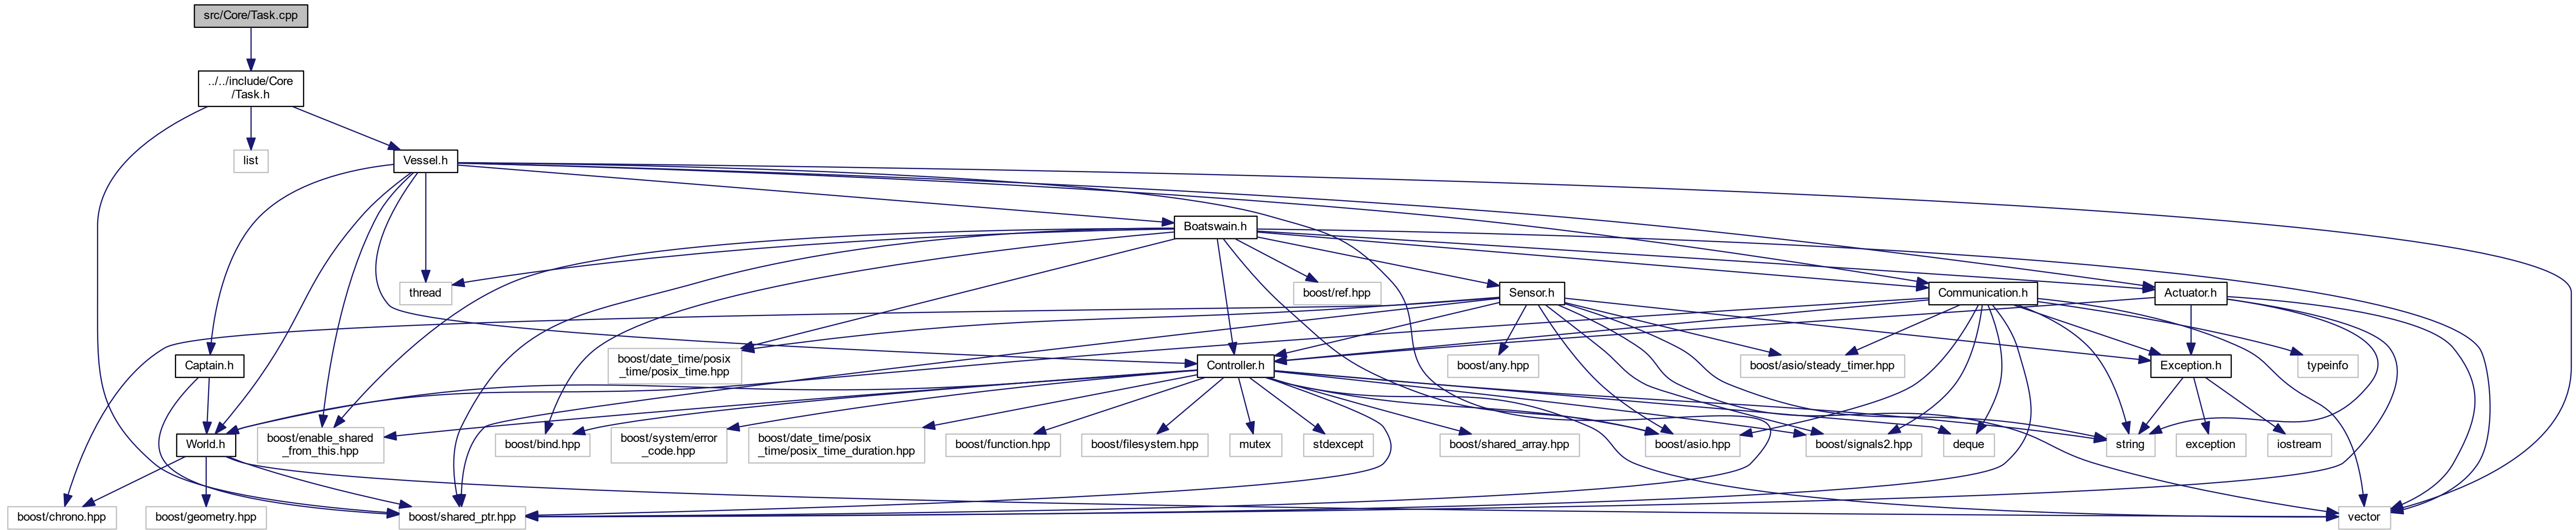 src/Core/Task.cpp
../../include/Core
/Task.h
list
Vessel.h
Boatswain.h
thread
boost/ref.hpp
Sensor.h
Communication.h
Actuator.h
Captain.h
boost/date_time/posix
_time/posix_time.hpp
Controller.h
boost/any.hpp
boost/asio/steady_timer.hpp
Exception.h
typeinfo
World.h
boost/enable_shared
_from_this.hpp
boost/bind.hpp
boost/system/error
_code.hpp
boost/date_time/posix
_time/posix_time_duration.hpp
boost/function.hpp
boost/filesystem.hpp
mutex
stdexcept
boost/shared_array.hpp
boost/asio.hpp
boost/signals2.hpp
deque
string
exception
iostream
boost/chrono.hpp
boost/geometry.hpp
boost/shared_ptr.hpp
vector